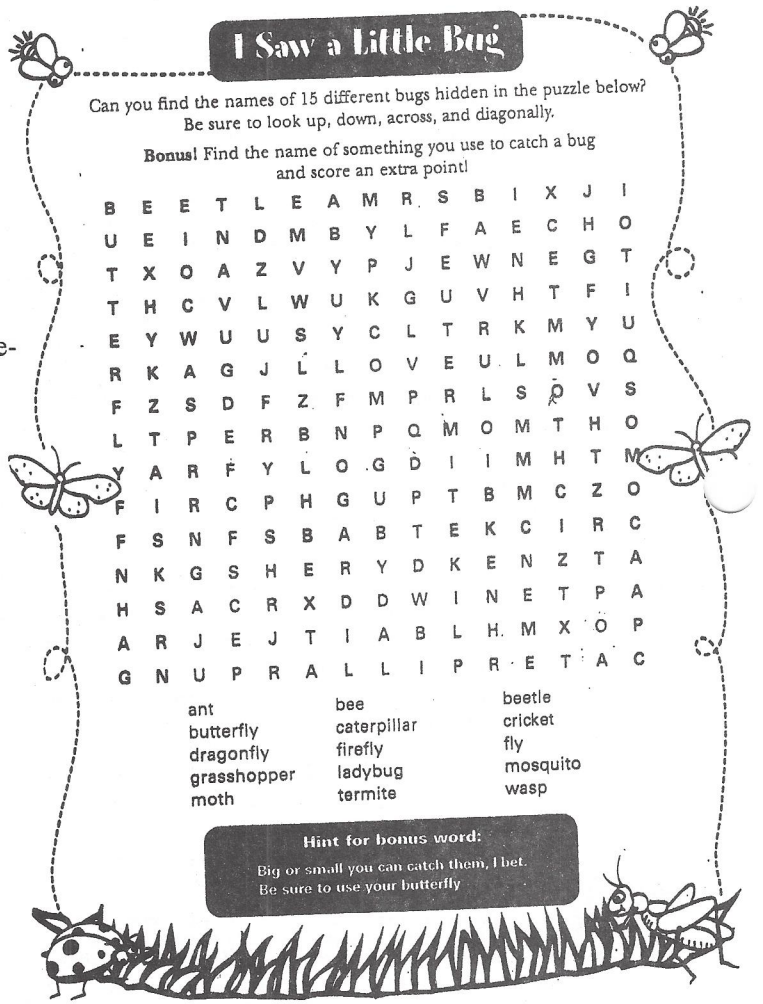 I Saw a Little Bug
Can you find the names of 15 different bugs hidden in the puzzle below?
Be sure to look up, down, across, and diagonally.
Bonus! Find the name of something you use to catch a bug
and score an extra point!
B E E T L E A M R S B I X J I
U E I N D M B Y L F A E C H O
T X O A Z V Y P J E W N E G T
T H C V L W U K G U V H T F I
E Y W U U S Y C L T R K M Y U
R K A G J L L O V E U L M O Q
F Z S D F Z F M P R L S O V S
L T P E R B N P Q M O M T H O
Y A R F Y L O G D I I M H T M
F I R C P H G U P T B M C Z O
F S N F S B A B T E K C I R C
N K G S H E R Y D K E N Z T A
H S A C R X D D W I N E T P A
A R J E J T I A B L H M X O P
G N U P R A L L I P R E T A C
ant bee beetle
butterfly caterpillar cricket
dragonfly firefly fly
grasshopper ladybug mosquito
moth termite wasp
Hint for bonus word:
Big or small you can catch them, I bet.
Be sure to use your butterfly
e-